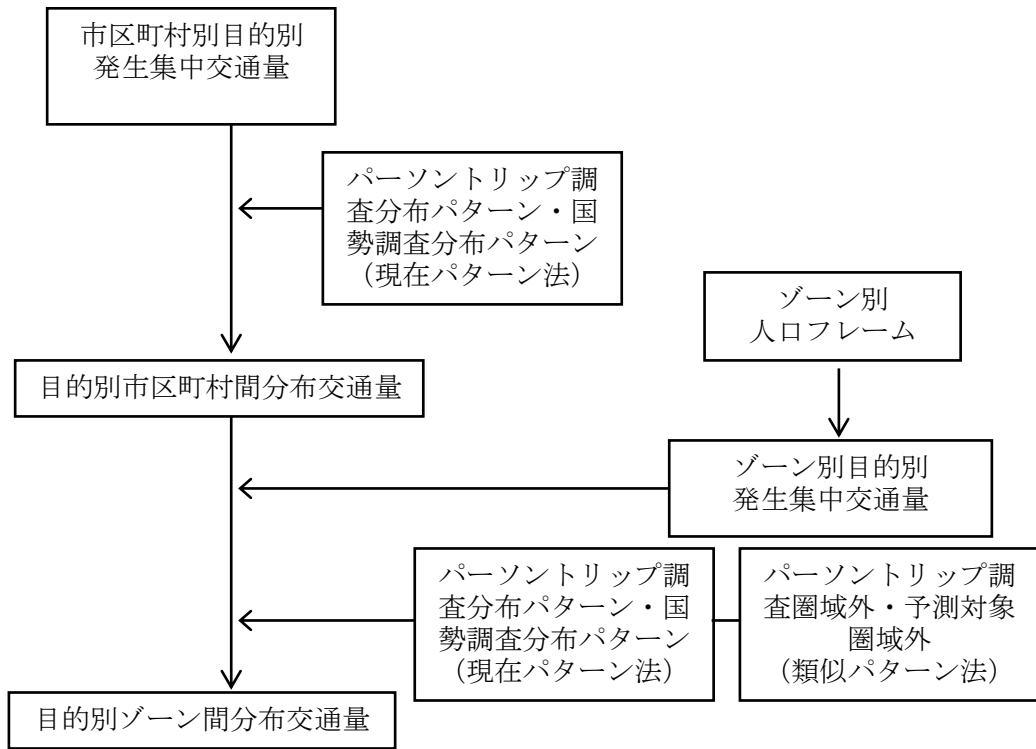 市区町村別目的別
発生集中交通量
パーソントリップ調
査分布パターン・国
勢調査分布パターン
（現在パターン法）
ゾーン別
人口フレーム
目的別市区町村間分布交通量
ゾーン別目的別
発生集中交通量
パーソントリップ調
査分布パターン・国
勢調査分布パターン
（現在パターン法）
パーソントリップ調
査圏域外・予測対象
圏域外
（類似パターン法）
目的別ゾーン間分布交通量